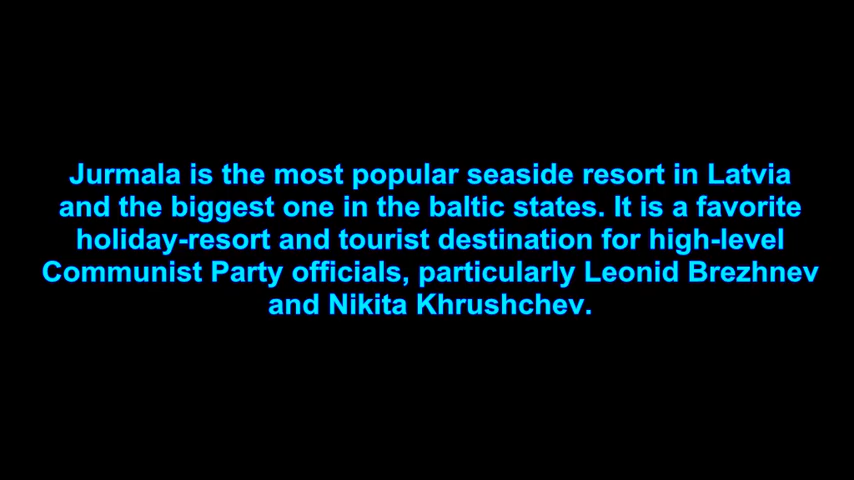 Jurmala is the most popular seaside resort in Latvia
and the biggest one in the baltic states. It is a favorite
holiday-resort and tourist destination for high-level
Communist Party officials, particularly Leonid Brezhnev
and Nikita Khrushchev.